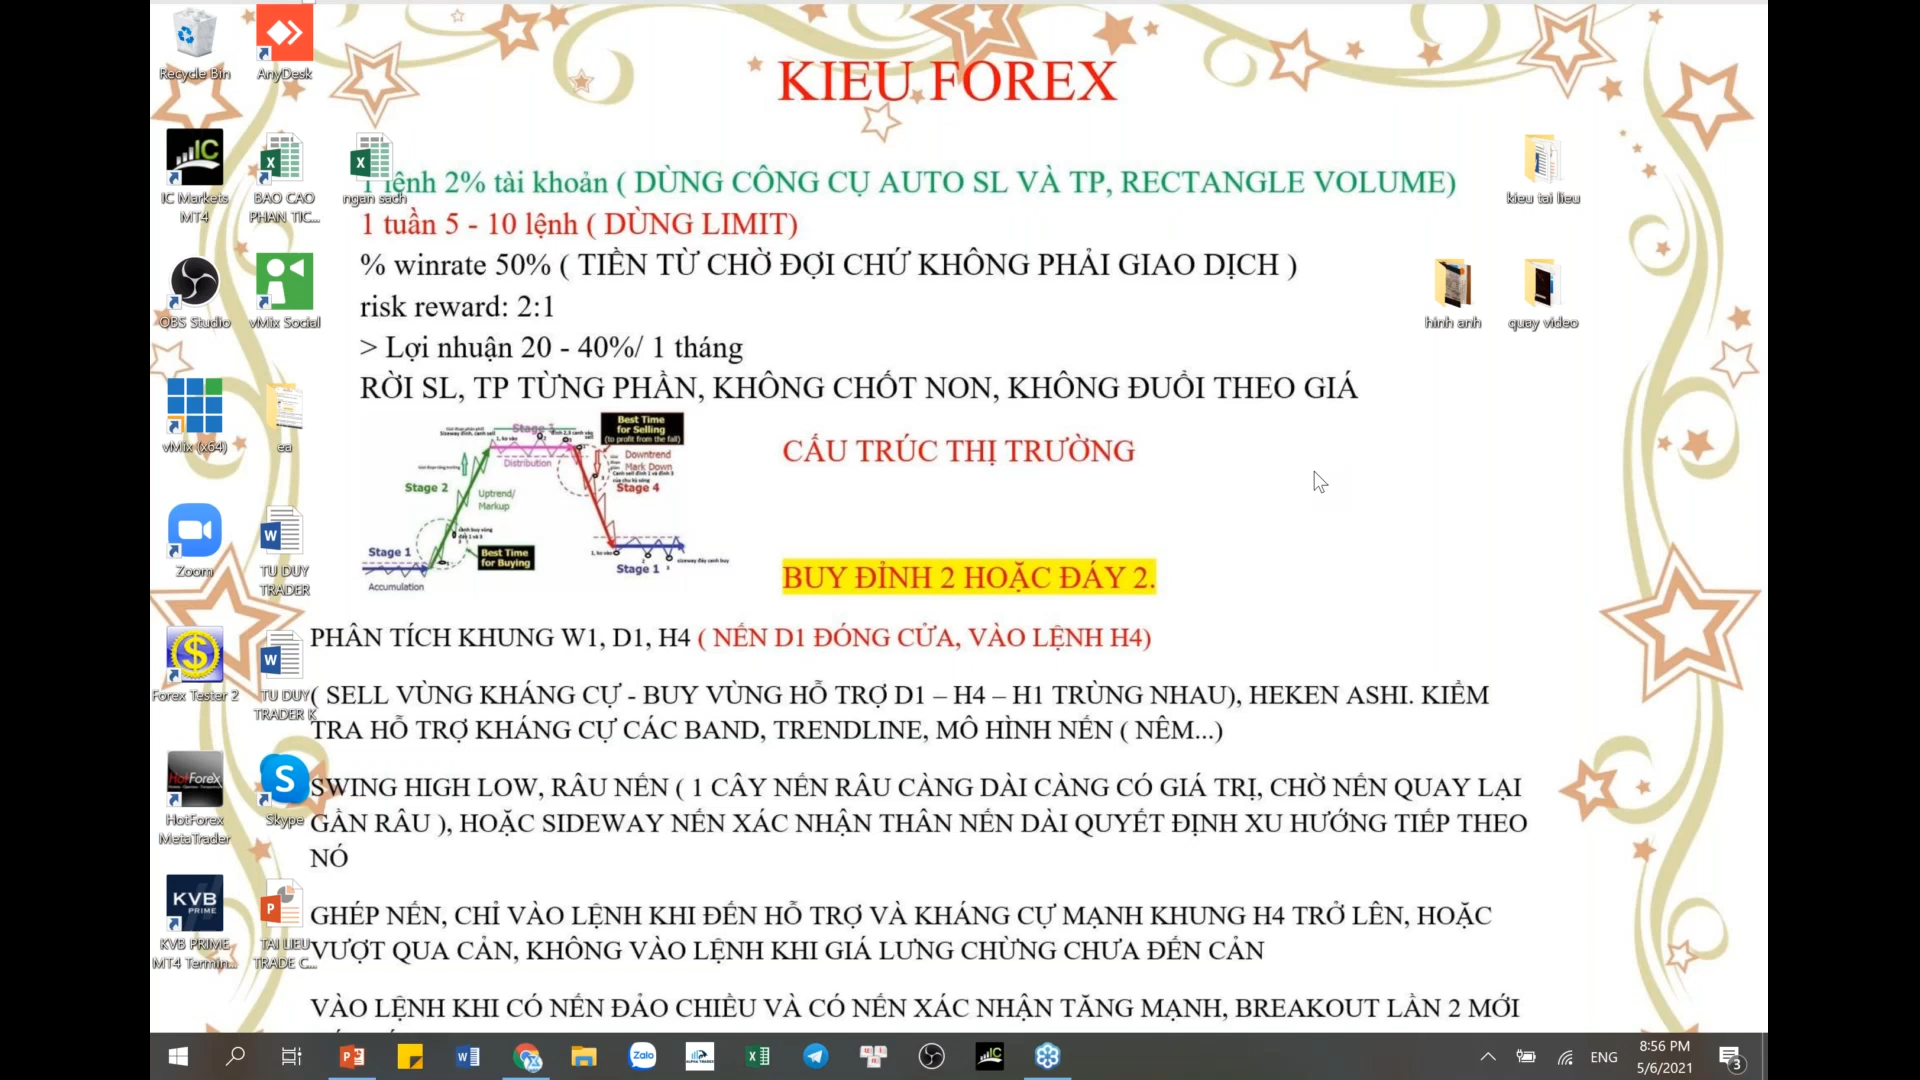 KIEU FOREX
1 lệnh 2% tài khoản ( DÙNG CÔNG CỤ AUTO SL VÀ TP, RECTANGLE VOLUME)
1 tuần 5 - 10 lệnh ( DÙNG LIMIT)
% winrate 50% ( TIỀN TỪ CHỜ ĐỢI CHỨ KHÔNG PHẢI GIAO DỊCH )
risk reward: 2:1
> Lợi nhuận 20 - 40%/ 1 tháng
RỜI SL, TP TỪNG PHẦN, KHÔNG CHỐT NON, KHÔNG ĐUỔI THEO GIÁ
Best Time
for Selling
(to profit from the fall)
Distribution
Downtrend
Mark Down
Stage 4
Stage 2
Uptrend/
Markup
Stage 1
Best Time
for Buying
Accumulation
Stage 1
CẤU TRÚC THỊ TRƯỜNG
BUY ĐỈNH 2 HOẶC ĐÁY 2.
PHÂN TÍCH KHUNG W1, D1, H4 ( NẾN D1 ĐÓNG CỬA, VÀO LỆNH H4)
( SELL VÙNG KHÁNG CỰ - BUY VÙNG HỖ TRỢ D1 – H4 – H1 TRÙNG NHAU), HEKEN ASHI. KIỂM
TRA HỖ TRỢ KHÁNG CỰ CÁC BAND, TRENDLINE, MÔ HÌNH NẾN ( NÊM...)
SWING HIGH LOW, RÂU NẾN ( 1 CÂY NẾN RÂU CÀNG DÀI CÀNG CÓ GIÁ TRỊ, CHỜ NẾN QUAY LẠI
GẦN RÂU ), HOẶC SIDEWAY NẾN XÁC NHẬN THÂN NẾN DÀI QUYẾT ĐỊNH XU HƯỚNG TIẾP THEO
NÓ
GHÉP NẾN, CHỈ VÀO LỆNH KHI ĐẾN HỖ TRỢ VÀ KHÁNG CỰ MẠNH KHUNG H4 TRỞ LÊN, HOẶC
VƯỢT QUA CẢN, KHÔNG VÀO LỆNH KHI GIÁ LƯNG CHỪNG CHƯA ĐẾN CẢN
VÀO LỆNH KHI CÓ NẾN ĐẢO CHIỀU VÀ CÓ NẾN XÁC NHẬN TĂNG MẠNH, BREAKOUT LẦN 2 MỚI
Recycle Bin
AnyDesk
IC Markets
MT4
BAO CAO
PHAN TIC...
ngan sach
OBS Studio
vMix Social
vMix (x64)
ea
Zoom
TU DUY
TRADER
Forex Tester 2
TU DUY
TRADER K
HotForex
MetaTrader
Skype
KVB PRIME
MT4 Termin...
TAI LIEU
TRADE C...
kieu tai lieu
hinh anh
quay video
ENG
8:56 PM
5/6/2021
3